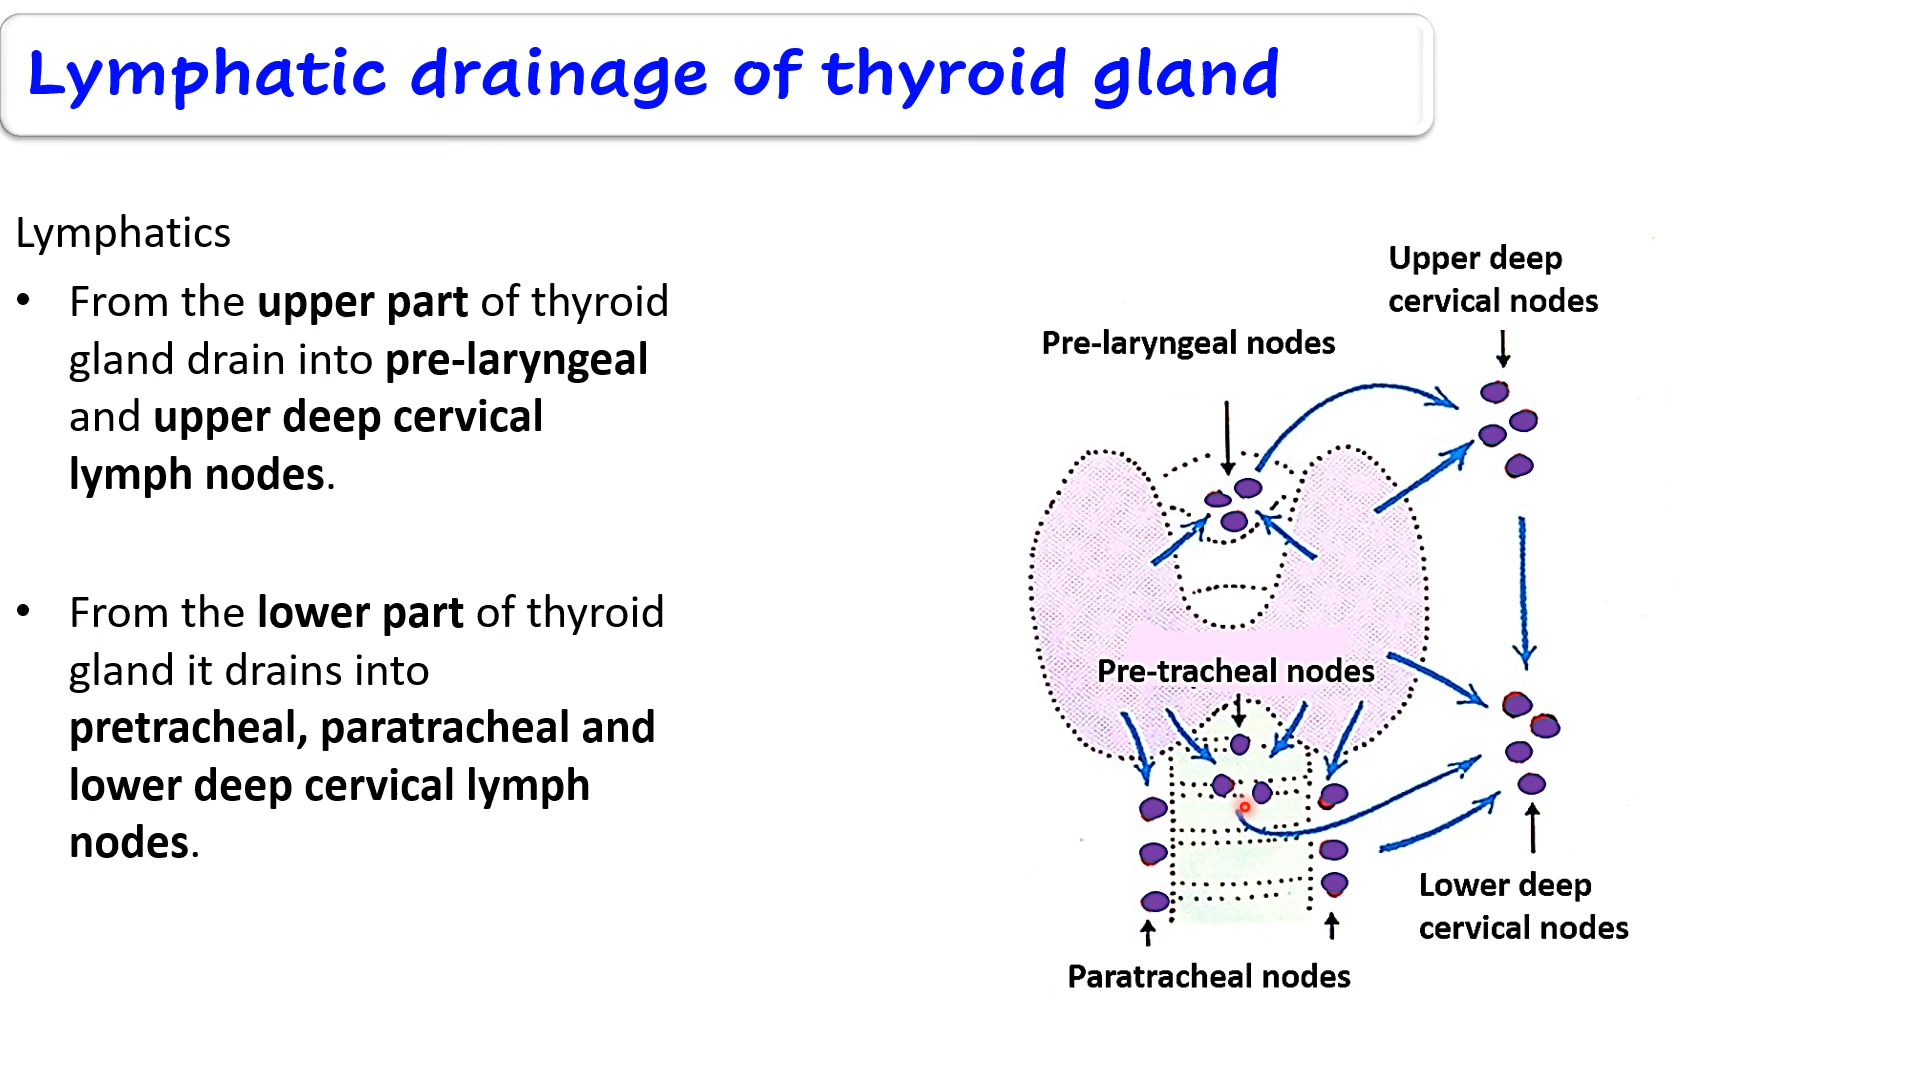 Lymphatic drainage of thyroid gland
Lymphatics
• From the upper part of thyroid
gland drain into pre-laryngeal
and upper deep cervical
lymph nodes.
• From the lower part of thyroid
gland it drains into
pretracheal, paratracheal and
lower deep cervical lymph
nodes.
Upper deep
cervical nodes
Pre-laryngeal nodes
Pre-tracheal nodes
Lower deep
cervical nodes
Paratracheal nodes